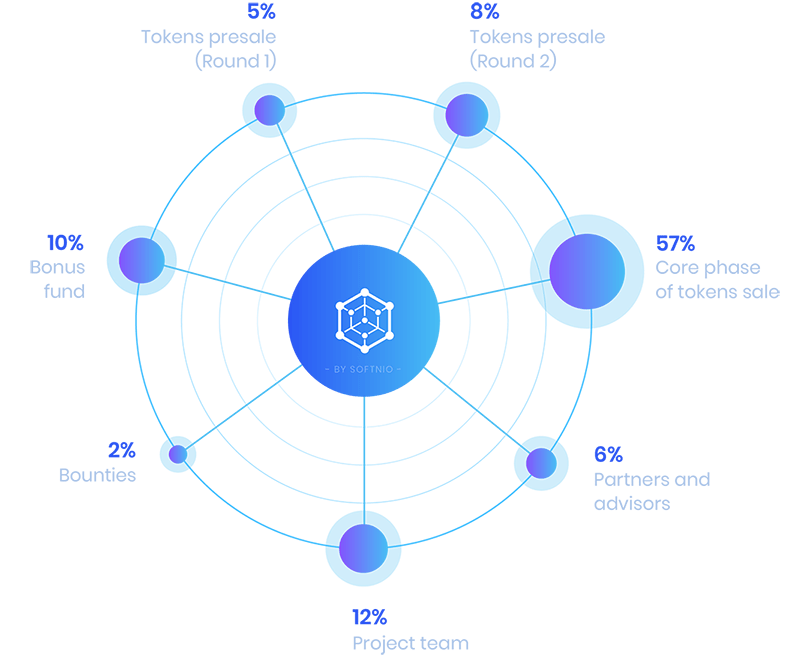 5%
Tokens presale
(Round 1)
8%
Tokens presale
(Round 2)
10%
Bonus
fund
57%
Core phase
of tokens sale
- BY SOFTNIO -
2%
Bounties
6%
Partners and
advisors
12%
Project team